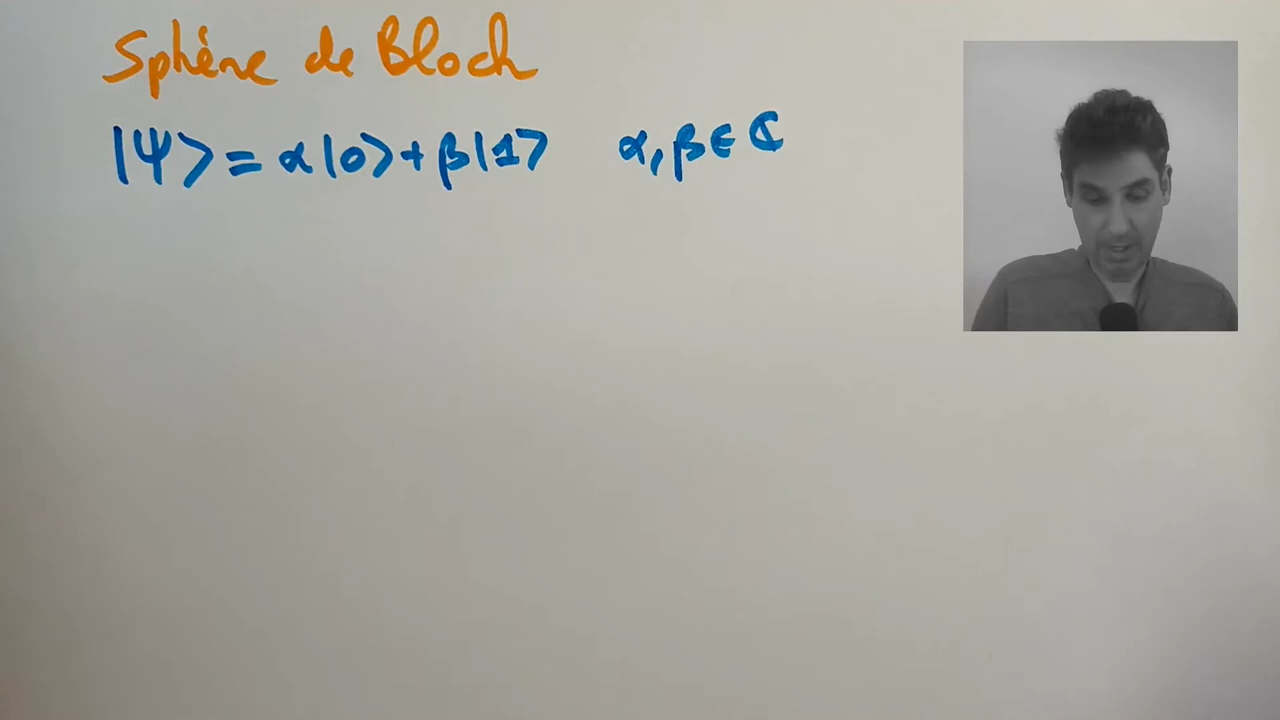 Sphère de Bloch
|Ψ> = α|0> + β|1> α, β ∈ ℂ